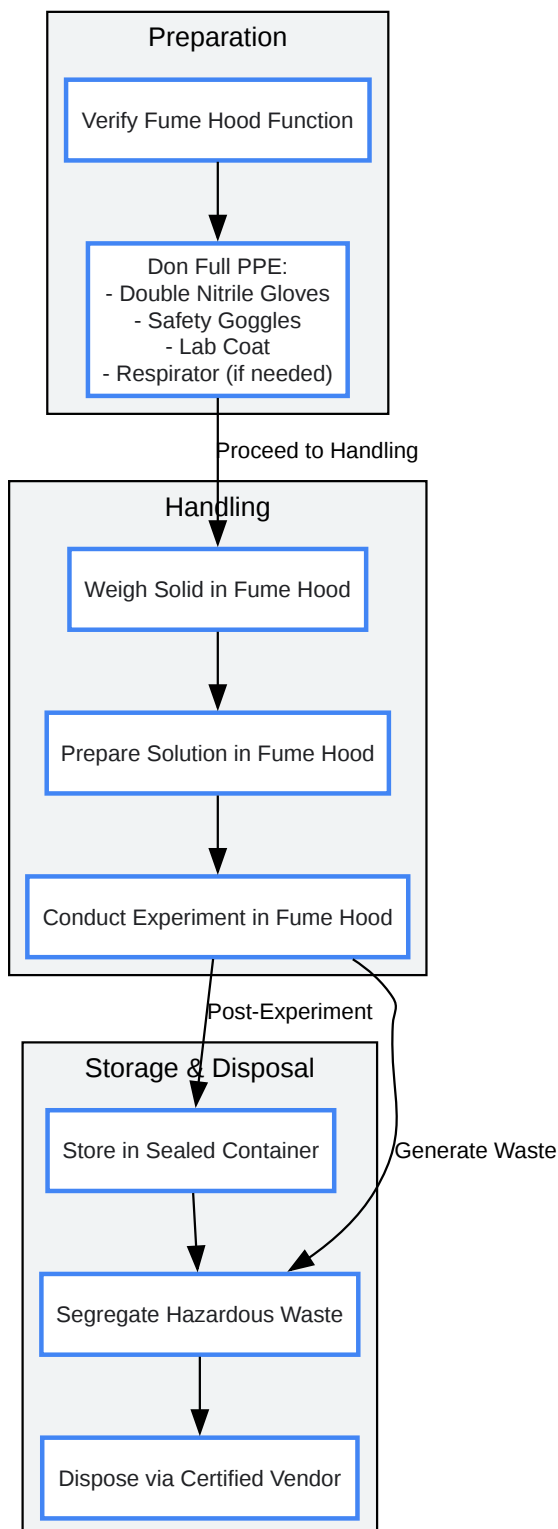 Preparation
Verify Fume Hood Function
Don Full PPE:
- Double Nitrile Gloves
- Safety Goggles
- Lab Coat
- Respirator (if needed)
Proceed to Handling
Handling
Weigh Solid in Fume Hood
Prepare Solution in Fume Hood
Conduct Experiment in Fume Hood
Post-Experiment
Storage & Disposal
Store in Sealed Container
Generate Waste
Segregate Hazardous Waste
Dispose via Certified Vendor